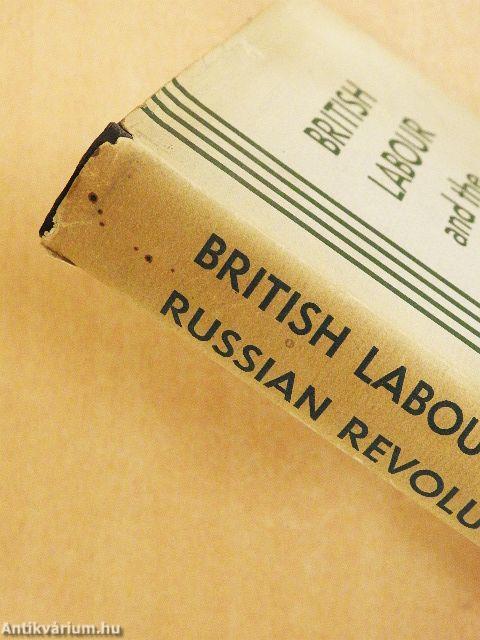 BRITISH
LABOUR
and the
BRITISH LABOU
RUSSIAN REVOLU
Antikvárium.hu